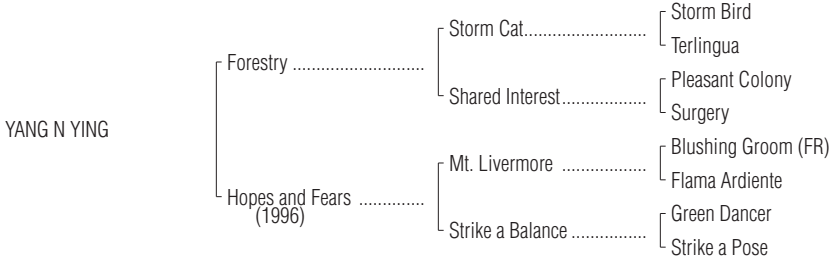 YANG N YING
Forestry ............................
Hopes and Fears ..............
(1996)
Storm Cat..........................
Shared Interest..................
Mt. Livermore ..................
Strike a Balance ................
Storm Bird
Terlingua
Pleasant Colony
Surgery
Blushing Groom (FR)
Flama Ardiente
Green Dancer
Strike a Pose